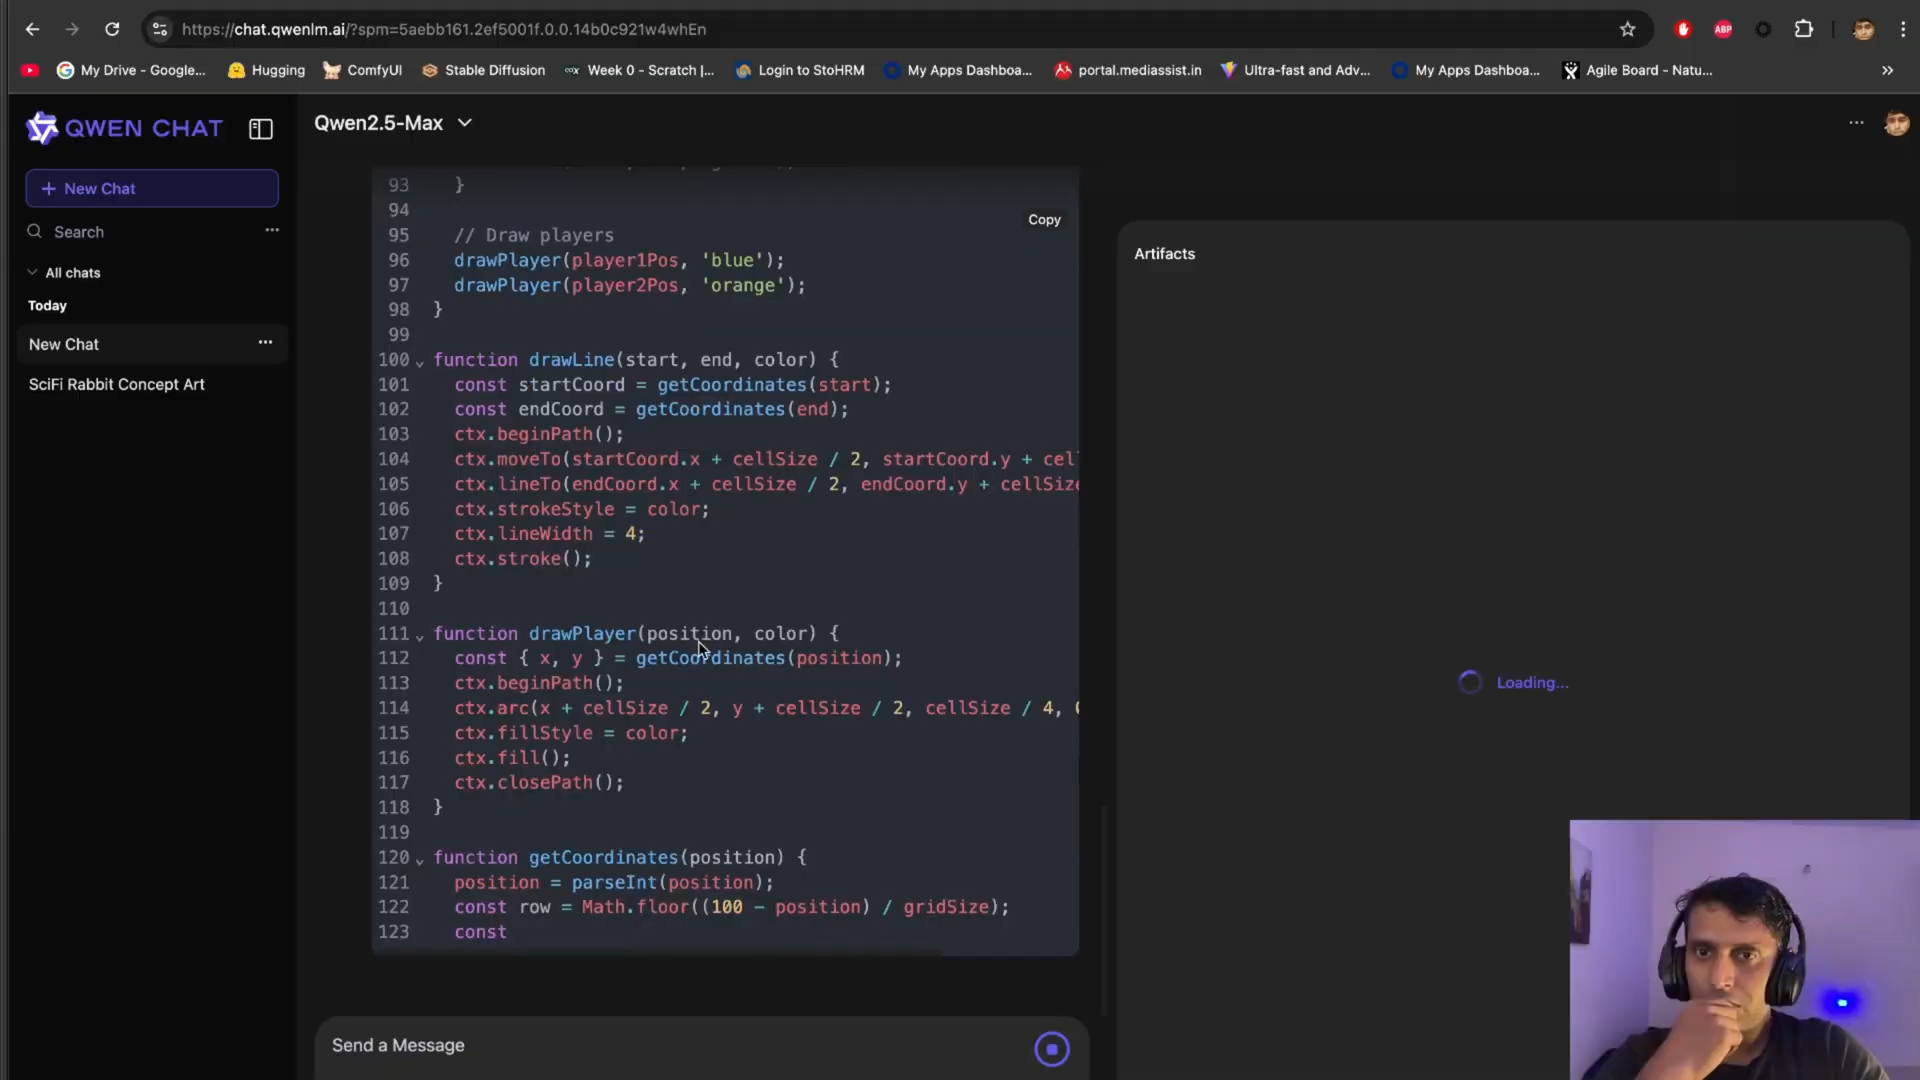 https://chat.qwenlm.ai/?spm=5aebb161.2ef5001f.0.0.14b0c921w4whEn
ABP
My Drive - Google...
Hugging
ComfyUI
Stable Diffusion
Week 0 - Scratch |...
Login to StoHRM
My Apps Dashboa...
portal.mediassist.in
Ultra-fast and Adv...
My Apps Dashboa...
Agile Board - Natu...
QWEN CHAT
New Chat
Search
All chats
Today
New Chat
SciFi Rabbit Concept Art
Qwen2.5-Max
Copy
93 }
94
95 // Draw players
96 drawPlayer(player1Pos, 'blue');
97 drawPlayer(player2Pos, 'orange');
98 }
99
100 function drawLine(start, end, color) {
101 const startCoord = getCoordinates(start);
102 const endCoord = getCoordinates(end);
103 ctx.beginPath();
104 ctx.moveTo(startCoord.x + cellSize / 2, startCoord.y + cel
105 ctx.lineTo(endCoord.x + cellSize / 2, endCoord.y + cellSize
106 ctx.strokeStyle = color;
107 ctx.lineWidth = 4;
108 ctx.stroke();
109 }
110
111 function drawPlayer(position, color) {
112 const { x, y } = getCoordinates(position);
113 ctx.beginPath();
114 ctx.arc(x + cellSize / 2, y + cellSize / 2, cellSize / 4,
115 ctx.fillStyle = color;
116 ctx.fill();
117 ctx.closePath();
118 }
119
120 function getCoordinates(position) {
121 position = parseInt(position);
122 const row = Math.floor((100 - position) / gridSize);
123 const
Send a Message
Artifacts
Loading...